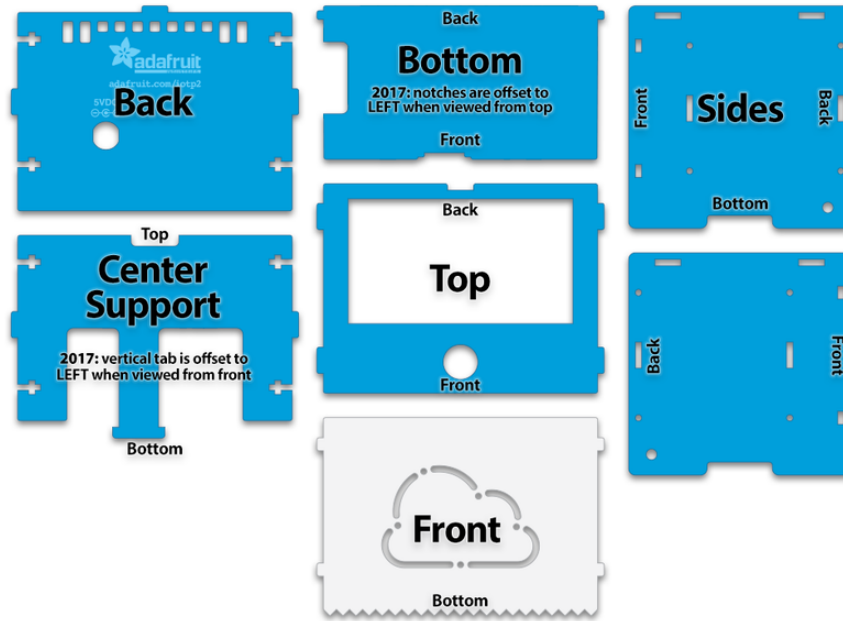 adafruit
adafruit.com/iotp2
5VDC
Back
Top
Center
Support
2017: vertical tab is offset to
LEFT when viewed from front
Bottom
Back
Bottom
2017: notches are offset to
LEFT when viewed from top
Front
Back
Top
Front
Front
Bottom
Front
Sides
Back
Bottom
Back
Front